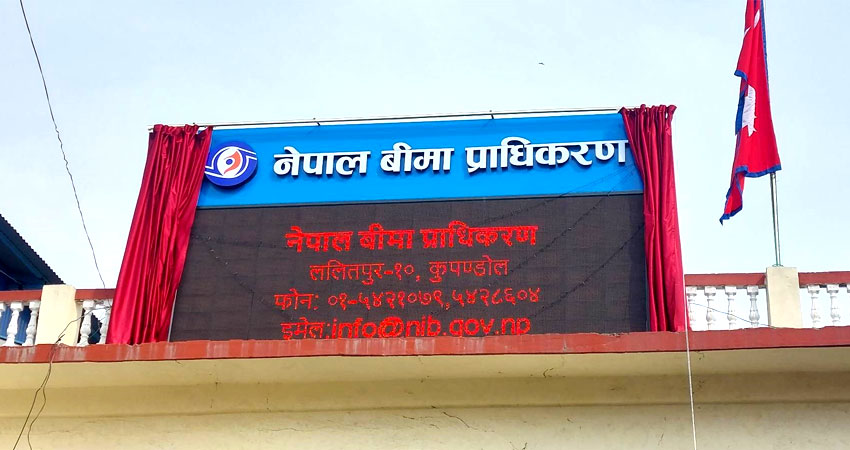 नेपाल बीमा प्राधिकरण
नेपाल बीमा प्राधिकरण
ललितपुर-१०, कुपण्डोल
फोन: ०१-५४२१०७९,५४२८६०४
इमेल:info@nib.gov.np